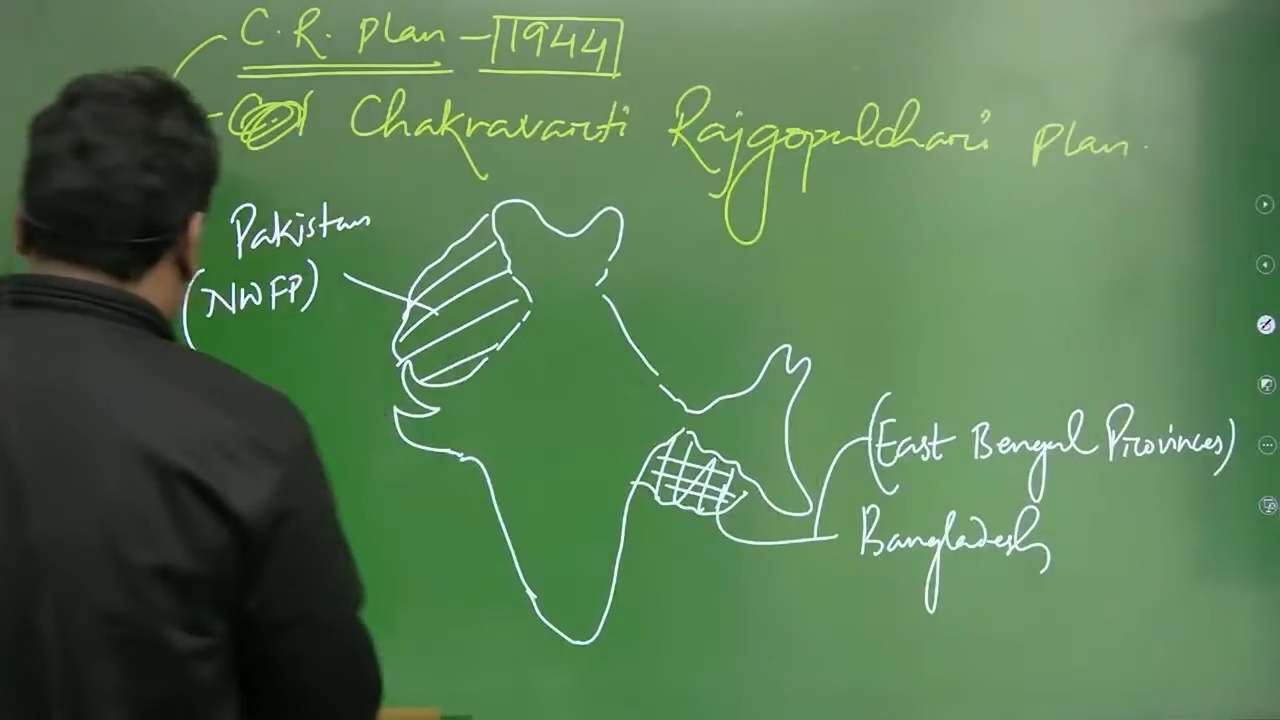 C.R. plan - 1944
Chakravarti Rajgopalchari plan.
Pakistan
(NWFP)
(East Bengal Provinces)
Bangladesh